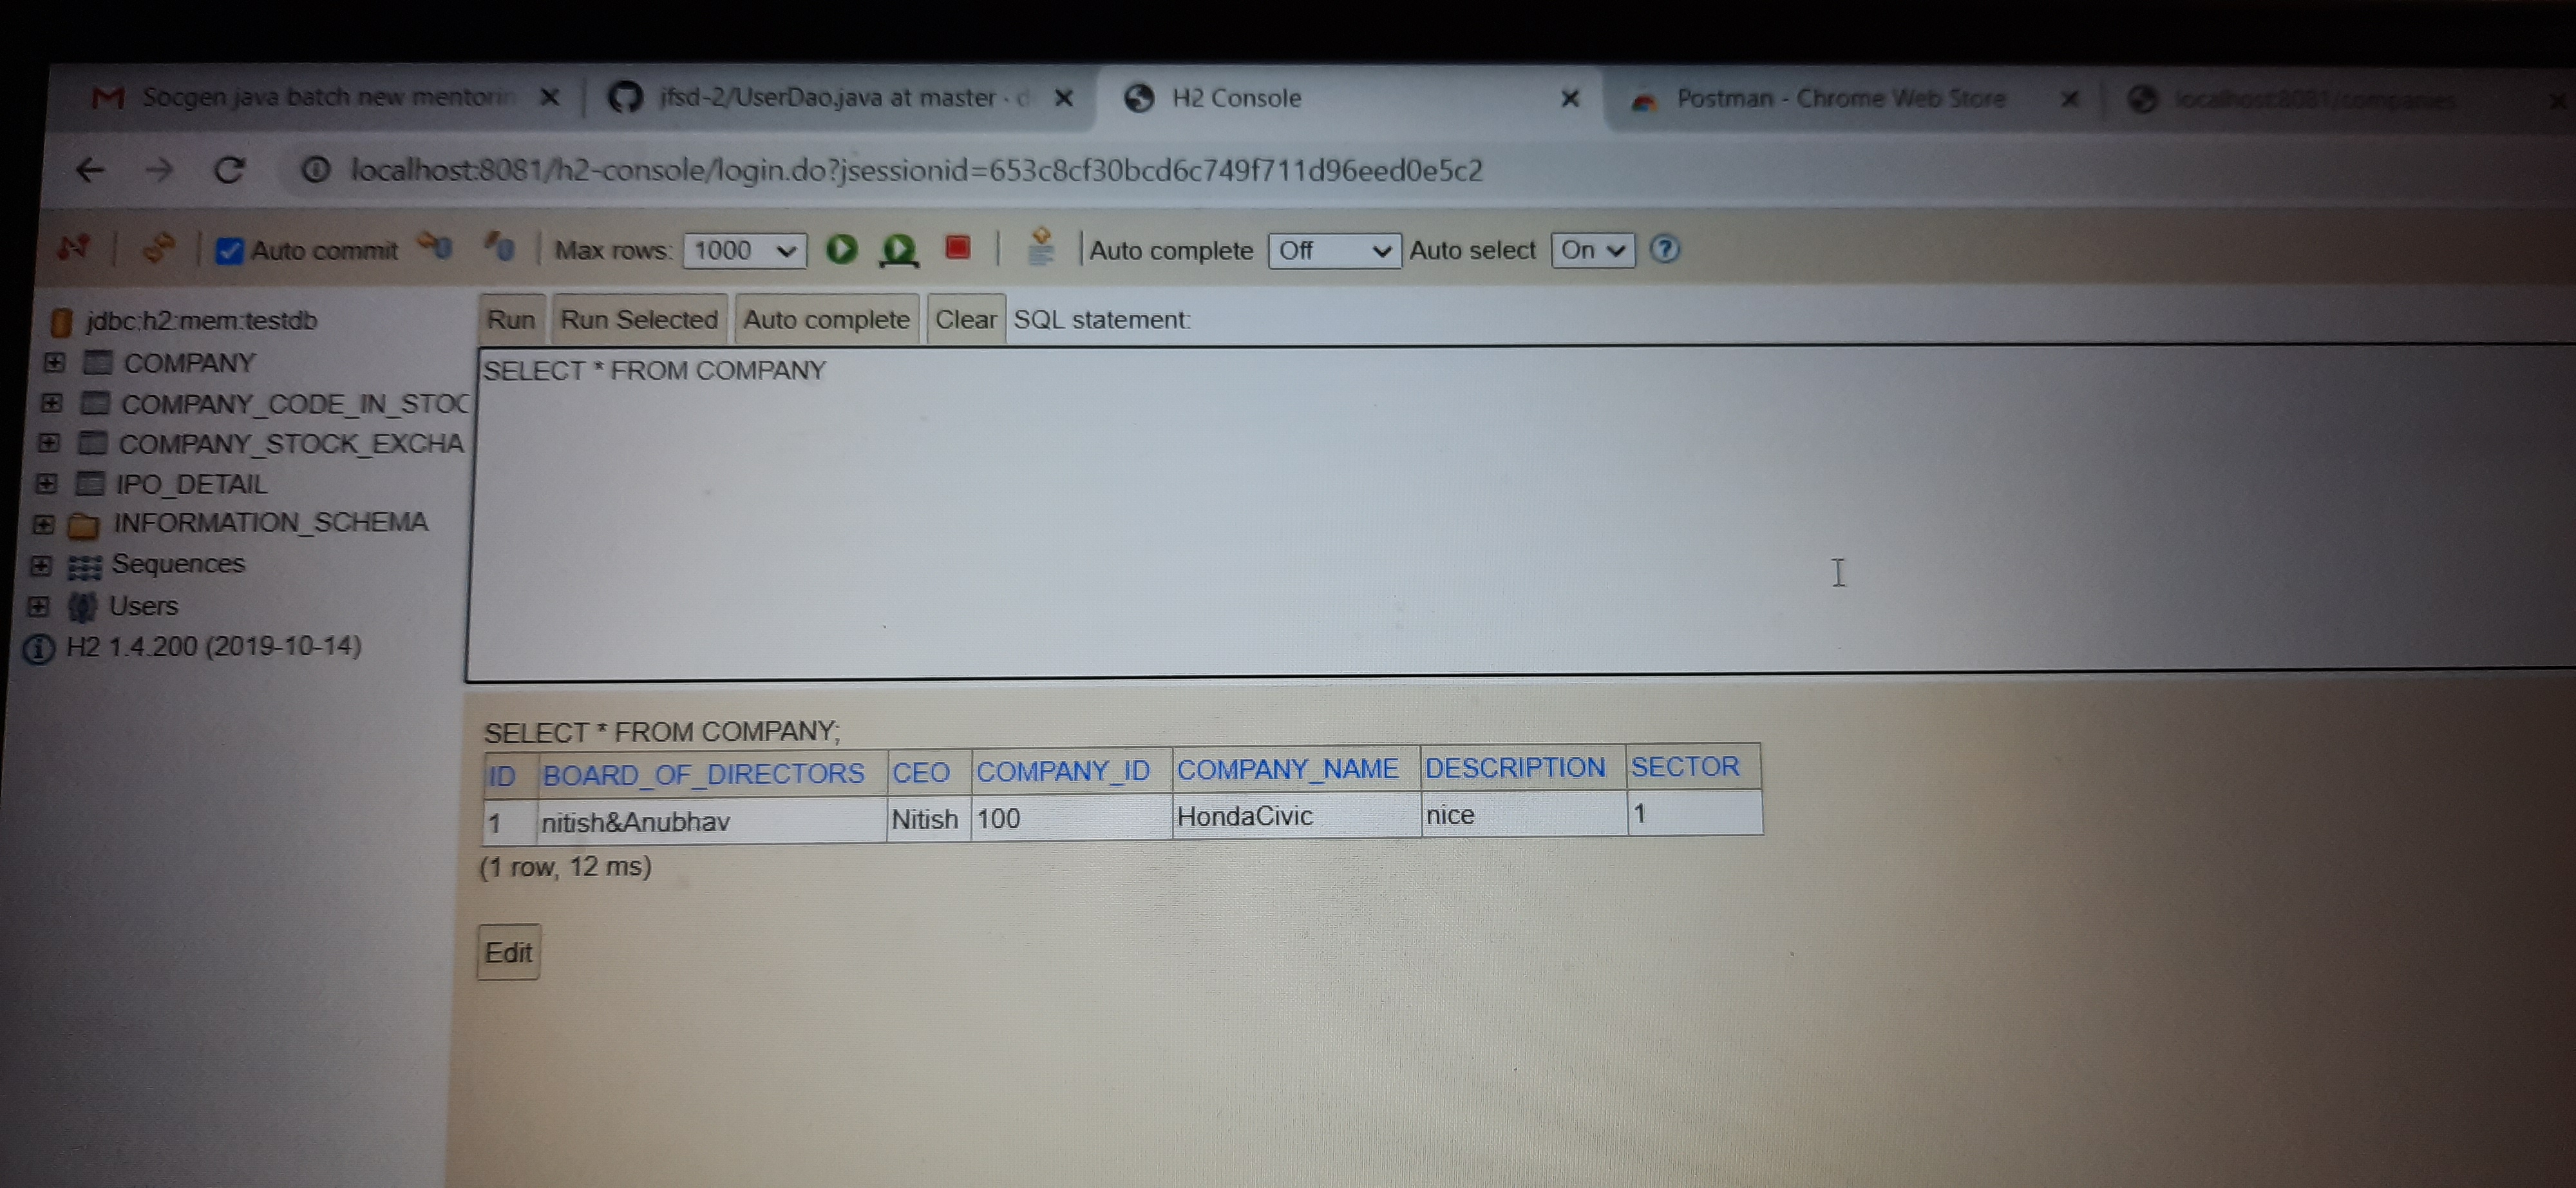 Socgen java batch new mentorin
jfsd-2/UserDao.java at master · d
H2 Console
Postman - Chrome Web Store
localhost:8081/companies
localhost:8081/h2-console/login.do?jsessionid=653c8cf30bcd6c749f711d96eed0e5c2
Auto commit Max rows: 1000 Auto complete Off Auto select On ?
jdbc:h2:mem:testdb
COMPANY
COMPANY_CODE_IN_STOC
COMPANY_STOCK_EXCHA
IPO_DETAIL
INFORMATION_SCHEMA
Sequences
Users
H2 1.4.200 (2019-10-14)
Run Run Selected Auto complete Clear SQL statement:
SELECT * FROM COMPANY
SELECT * FROM COMPANY;
ID BOARD_OF_DIRECTORS CEO COMPANY_ID COMPANY_NAME DESCRIPTION SECTOR
1 nitish&Anubhav Nitish 100 HondaCivic nice 1
(1 row, 12 ms)
Edit